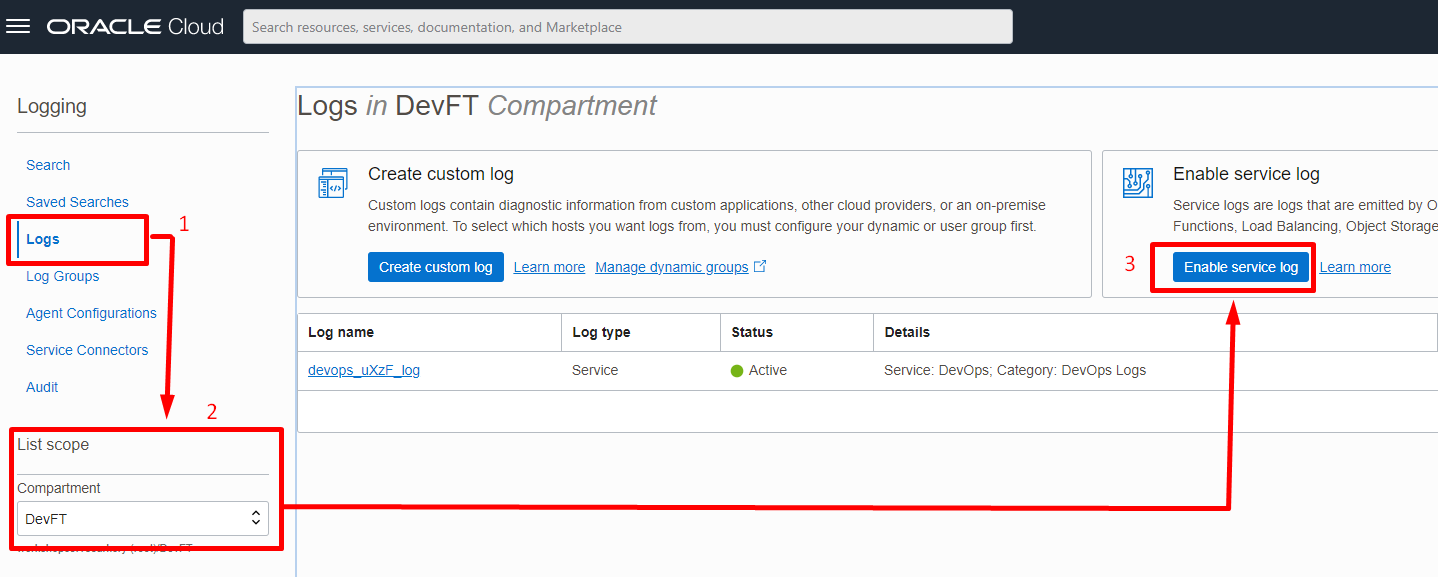 ORACLE Cloud
Search resources, services, documentation, and Marketplace
Logging
Search
Saved Searches
Logs
1
Log Groups
Agent Configurations
Service Connectors
Audit
2
List scope
Compartment
DevFT
(root)/DevFT
Logs in DevFT Compartment
Create custom log
Custom logs contain diagnostic information from custom applications, other cloud providers, or an on-premise
environment. To select which hosts you want logs from, you must configure your dynamic or user group first.
Create custom log Learn more Manage dynamic groups
Enable service log
Service logs are logs that are emitted by O
Functions, Load Balancing, Object Storage
3
Enable service log Learn more
Log name Log type Status Details
devops_uXzF_log Service Active Service: DevOps; Category: DevOps Logs